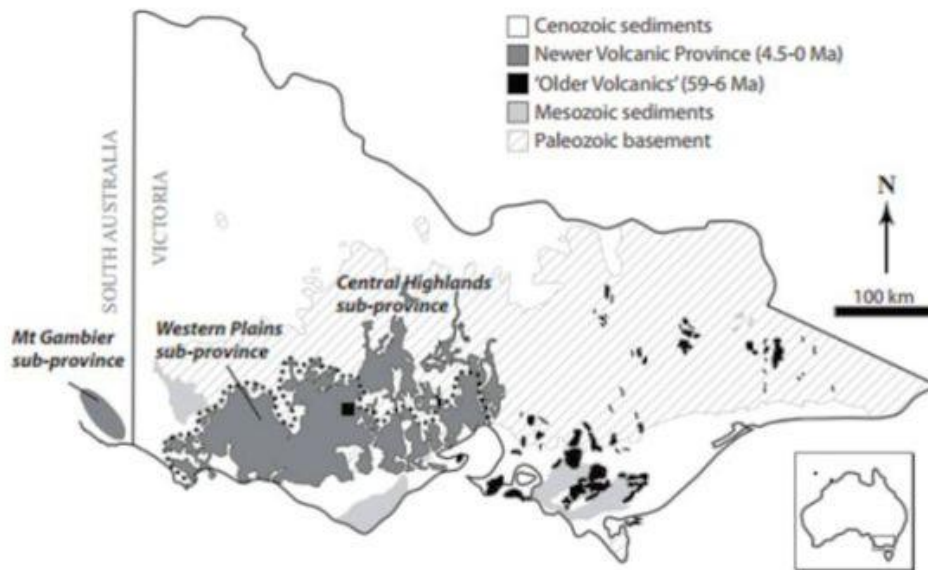 Cenozoic sediments
Newer Volcanic Province (4.5-0 Ma)
'Older Volcanics' (59-6 Ma)
Mesozoic sediments
Paleozoic basement
SOUTH AUSTRALIA
VICTORIA
N
100 km
Central Highlands
sub-province
Western Plains
sub-province
Mt Gambier
sub-province